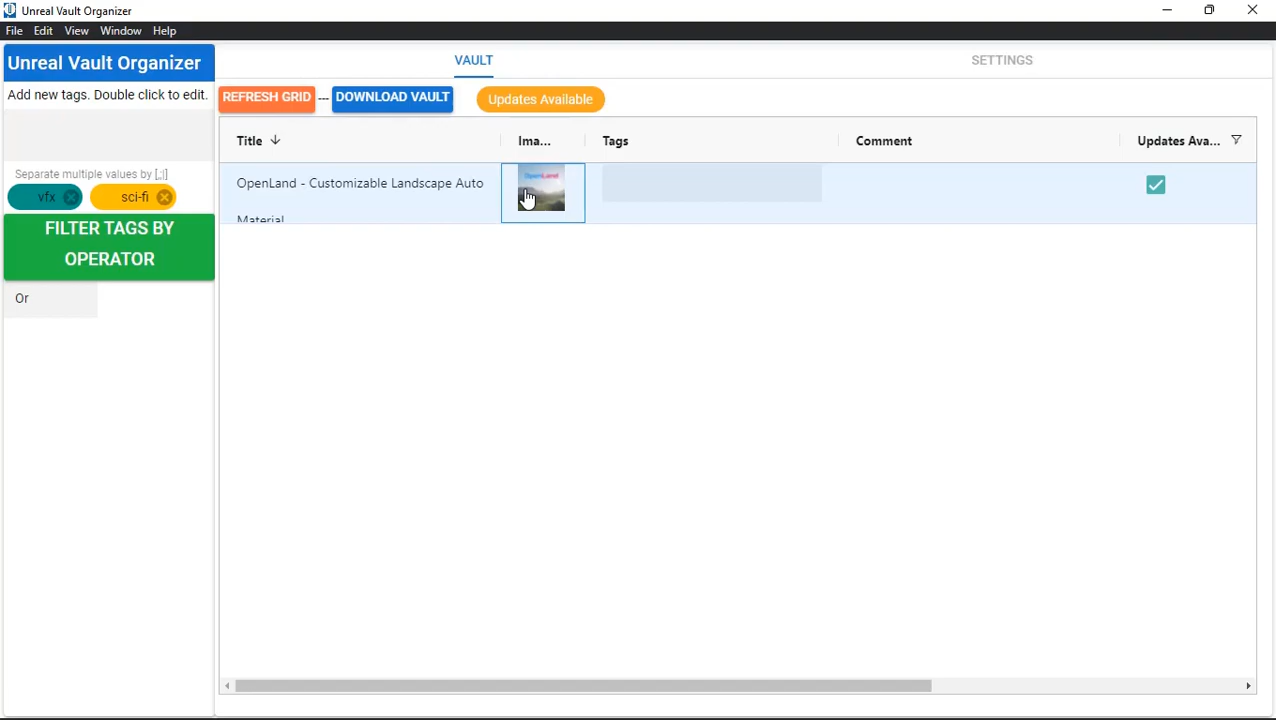 Unreal Vault Organizer
File Edit View Window Help
Unreal Vault Organizer
Add new tags. Double click to edit.
Separate multiple values by [,;|]
vfx sci-fi
FILTER TAGS BY
OPERATOR
Or
VAULT SETTINGS
REFRESH GRID --- DOWNLOAD VAULT Updates Available
Title Ima... Tags Comment Updates Ava...
OpenLand - Customizable Landscape Auto
Material
OpenLand